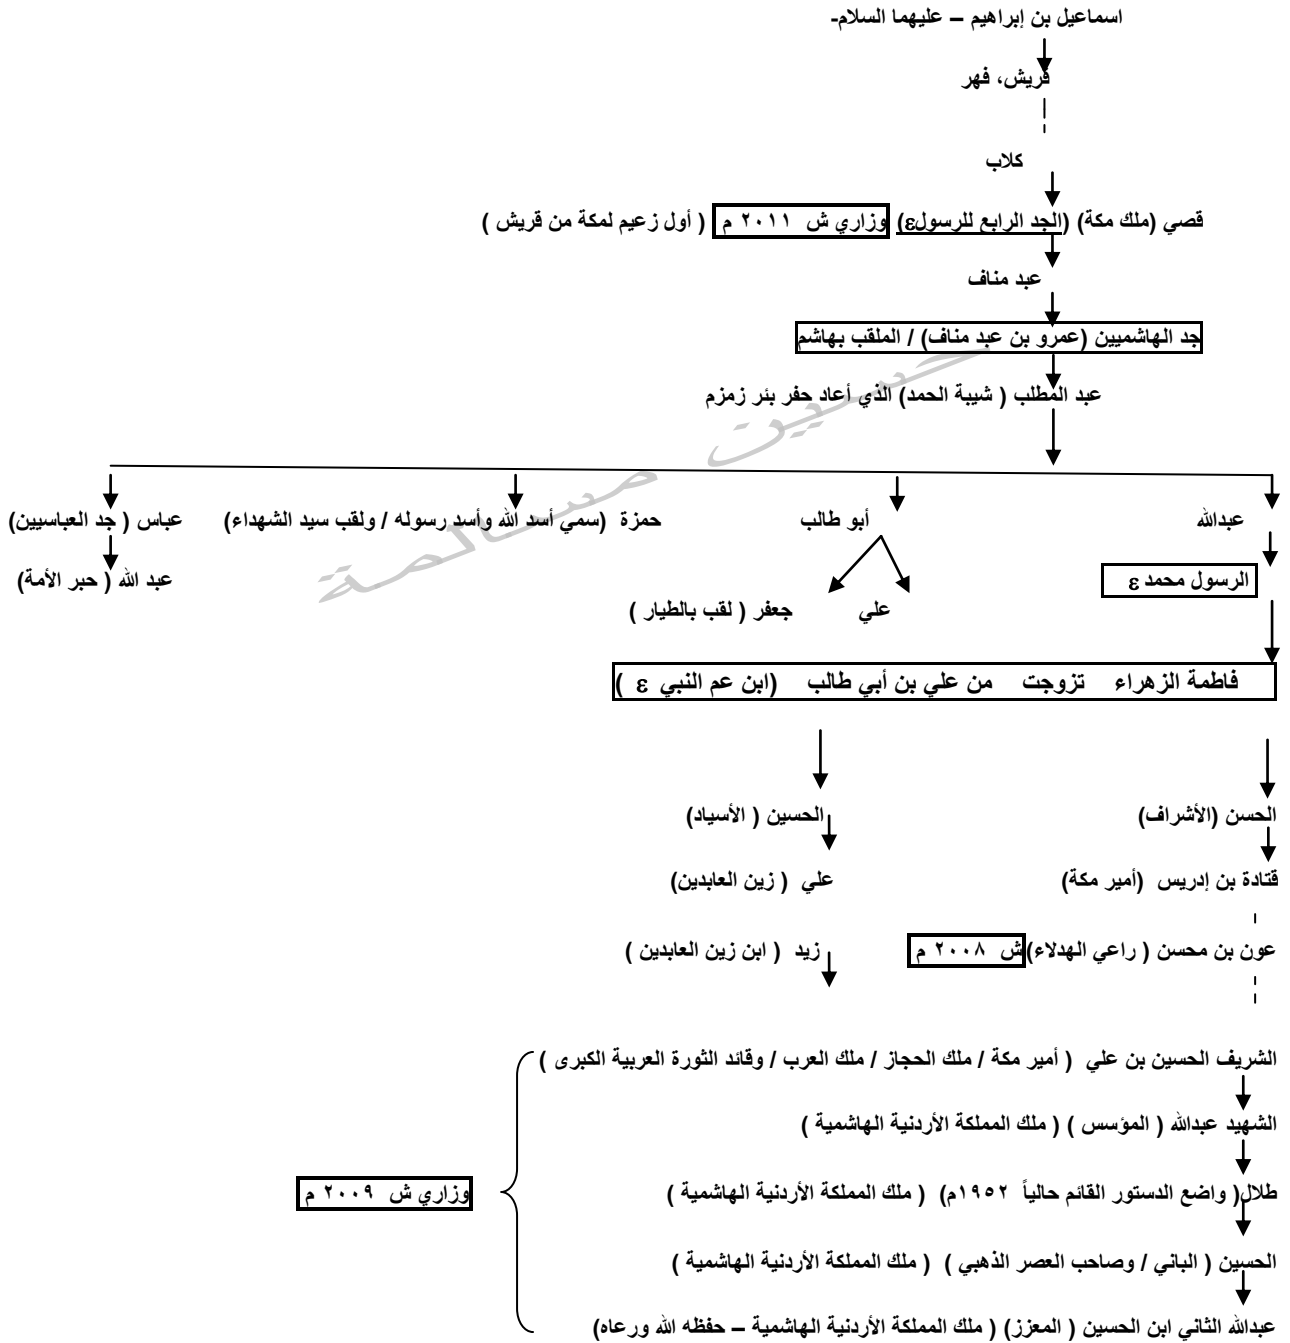 اسماعيل بن إبراهيم – عليهما السلام-
قريش، فهر
كلاب
قصي (ملك مكة) (الجد الرابع للرسولε) وزاري ش ٢٠١١ م ( أول زعيم لمكة من قريش )
عبد مناف
جد الهاشميين (عمرو بن عبد مناف) / الملقب بهاشم
عبد المطلب ( شيبة الحمد) الذي أعاد حفر بئر زمزم
عبدالله أبو طالب حمزة (سمي أسد الله وأسد رسوله / ولقب سيد الشهداء) عباس ( جد العباسيين)
الرسول محمد ε عبد الله ( حبر الأمة)
علي جعفر ( لقب بالطيار )
فاطمة الزهراء تزوجت من علي بن أبي طالب (ابن عم النبي ε )
الحسن (الأشراف) الحسين ( الأسياد)
قتادة بن إدريس (أمير مكة) علي ( زين العابدين)
عون بن محسن ( راعي الهدلاء) ش ٢٠٠٨ م زيد ( ابن زين العابدين )
الشريف الحسين بن علي ( أمير مكة / ملك الحجاز / ملك العرب / وقائد الثورة العربية الكبرى )
الشهيد عبدالله ( المؤسس ) ( ملك المملكة الأردنية الهاشمية )
طلال( واضع الدستور القائم حالياً ١٩٥٢م) ( ملك المملكة الأردنية الهاشمية ) وزاري ش ٢٠٠٩ م
الحسين ( الباني / وصاحب العصر الذهبي ) ( ملك المملكة الأردنية الهاشمية )
عبدالله الثاني ابن الحسين ( المعزز) ( ملك المملكة الأردنية الهاشمية – حفظه الله ورعاه)
حسين مسالمة